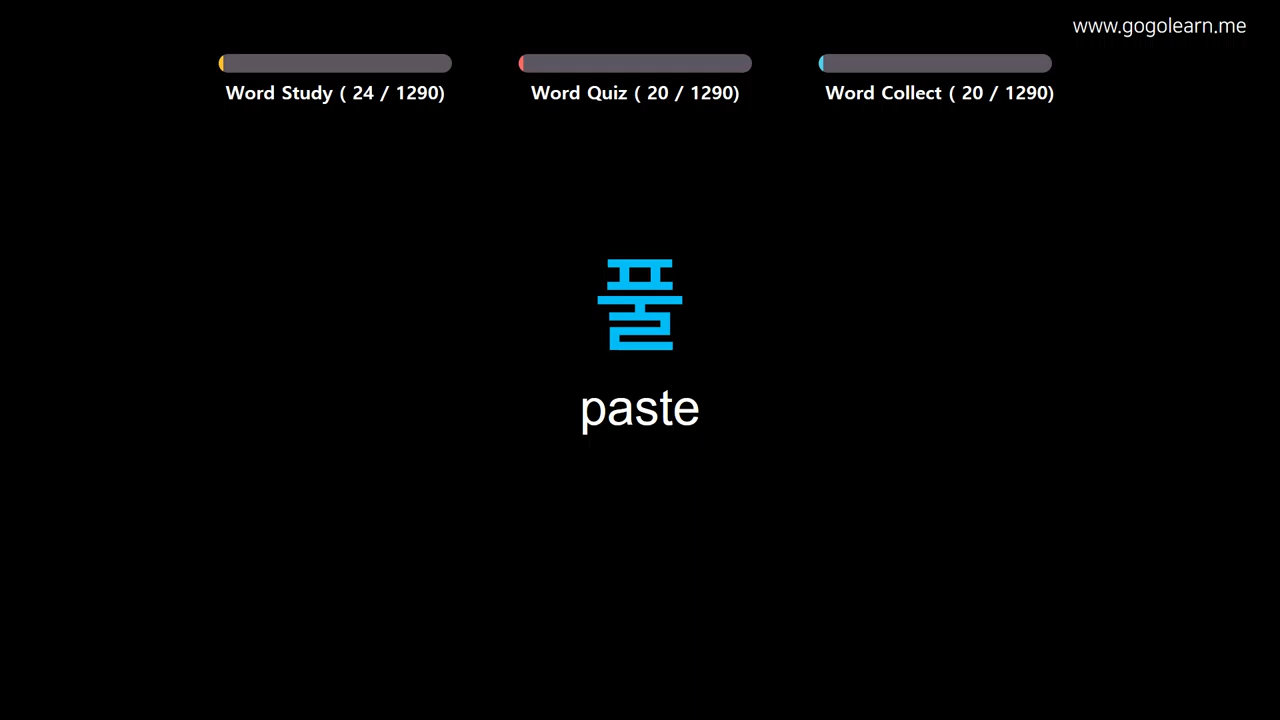 www.gogolearn.me
Word Study ( 24 / 1290)
Word Quiz ( 20 / 1290)
Word Collect ( 20 / 1290)
풀
paste